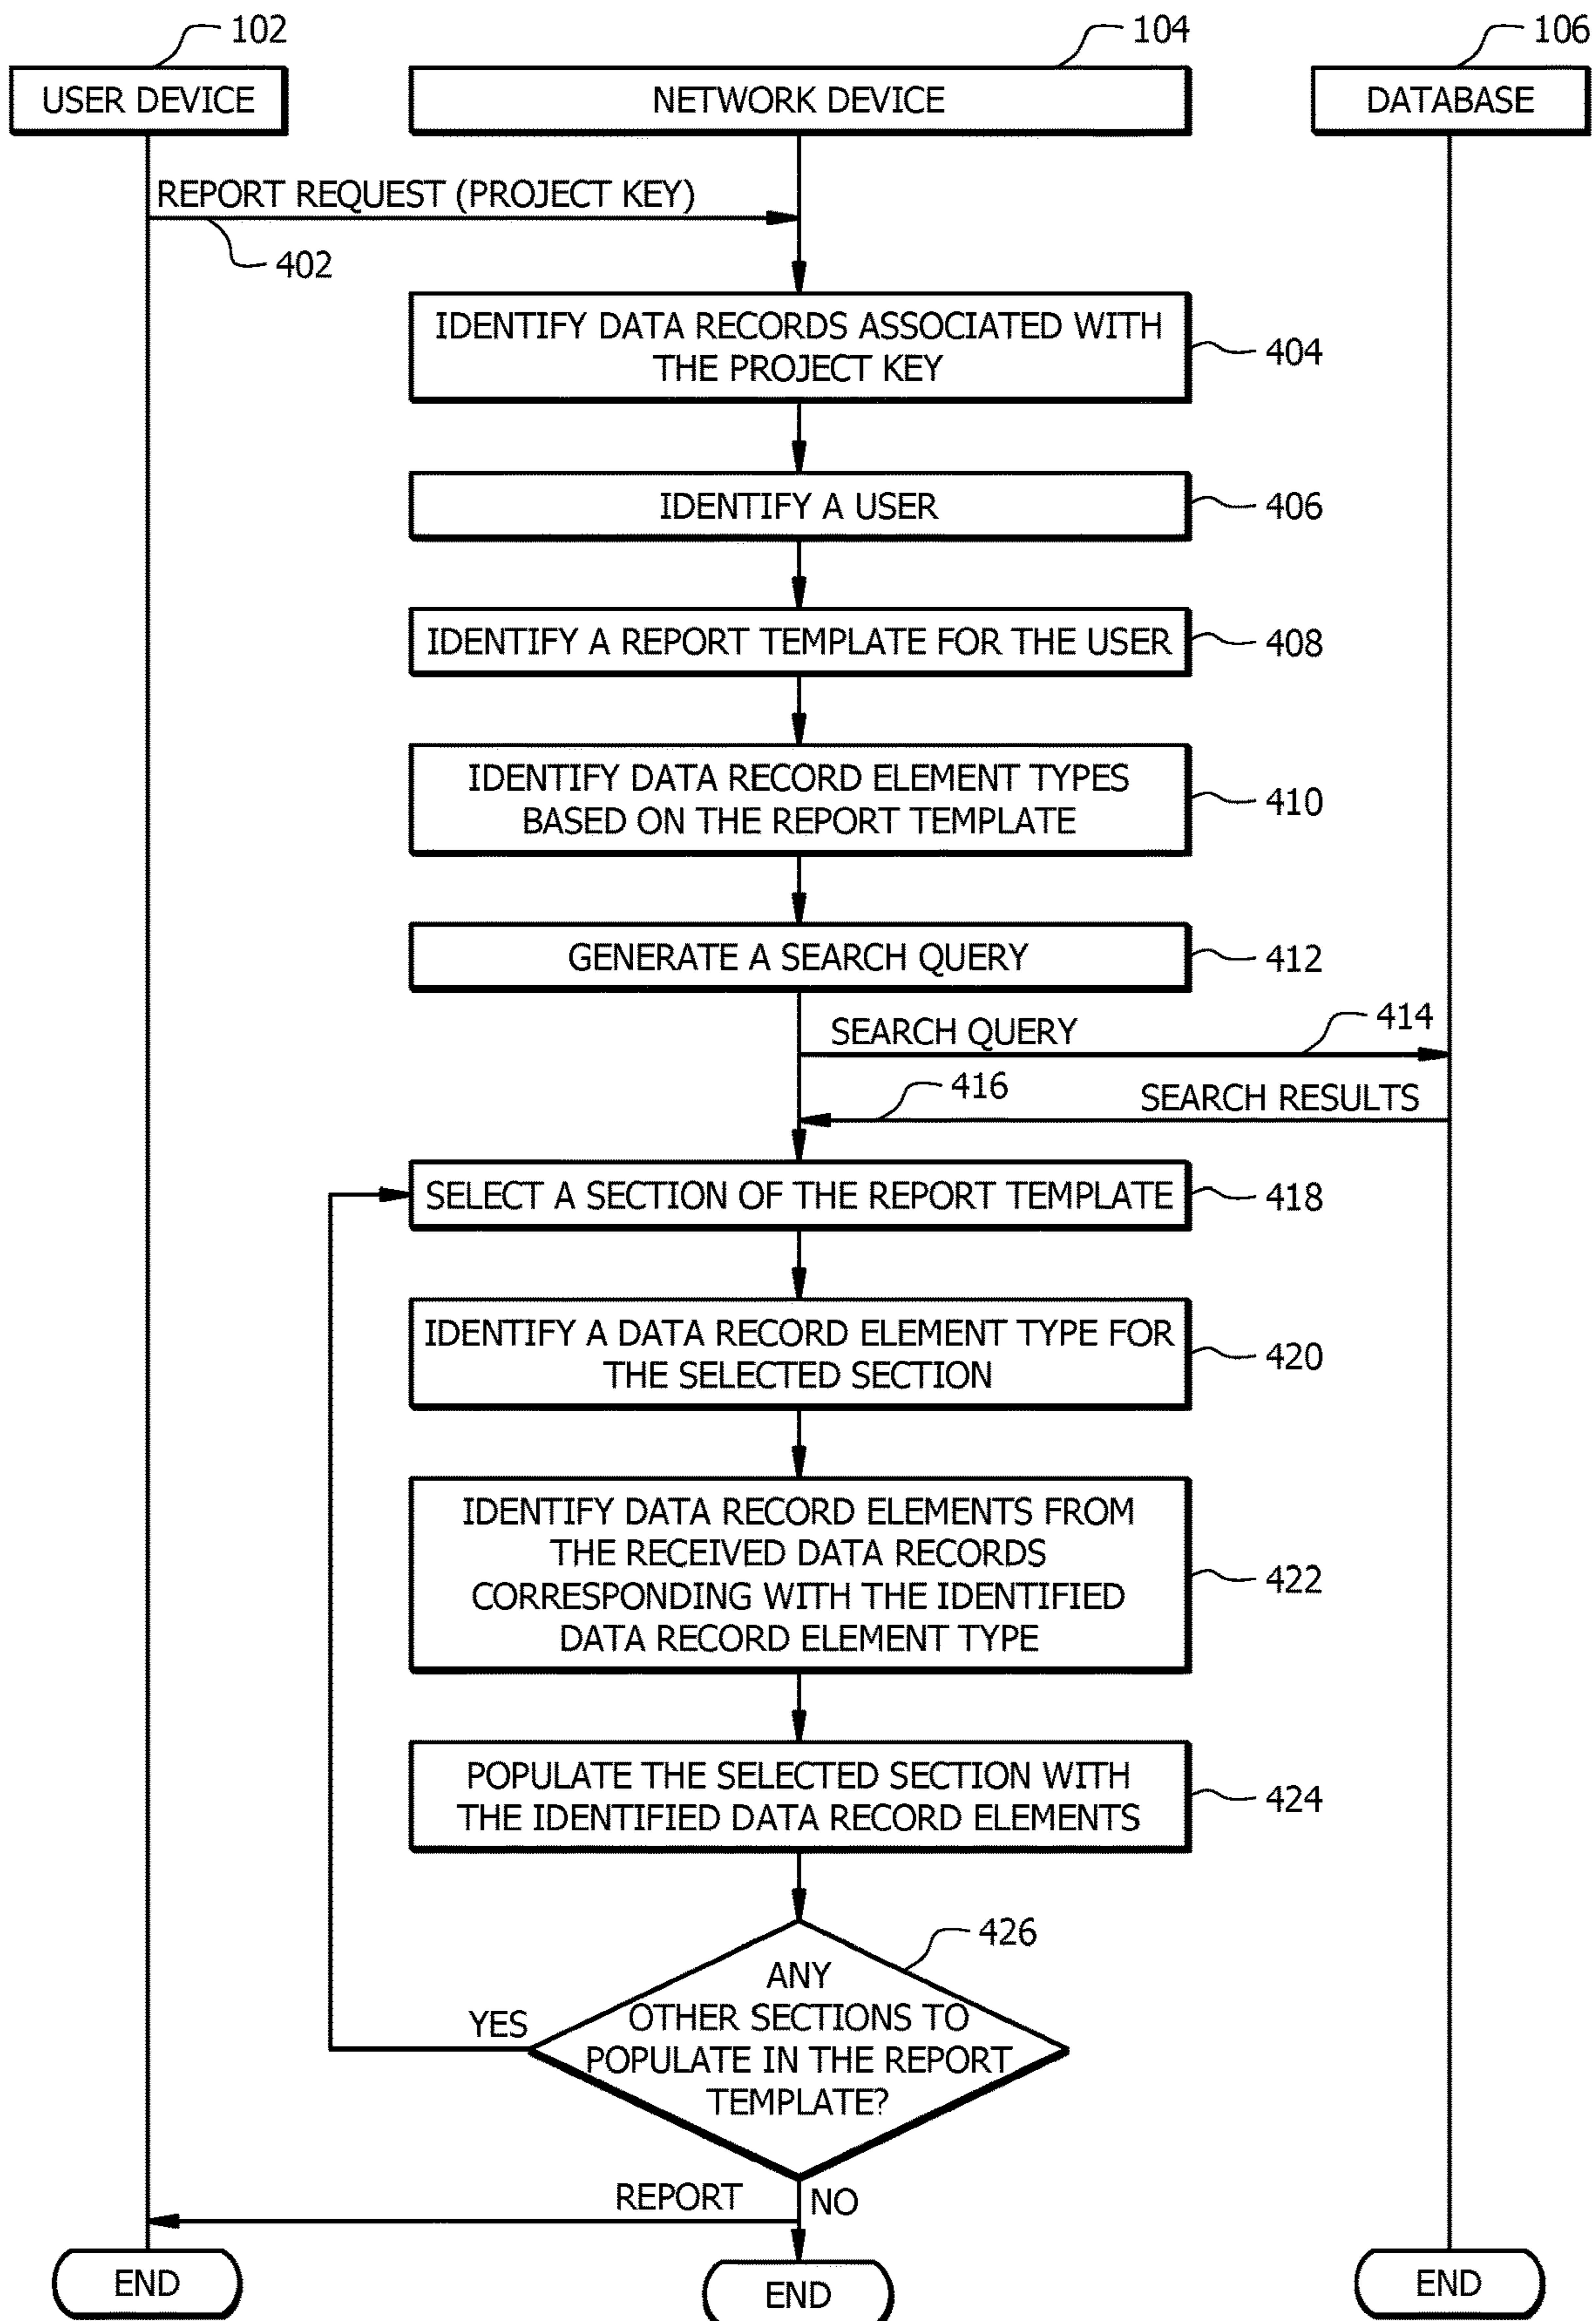 102
104
106
USER DEVICE
NETWORK DEVICE
DATABASE
REPORT REQUEST (PROJECT KEY)
402
IDENTIFY DATA RECORDS ASSOCIATED WITH
THE PROJECT KEY
404
IDENTIFY A USER
406
IDENTIFY A REPORT TEMPLATE FOR THE USER
408
IDENTIFY DATA RECORD ELEMENT TYPES
BASED ON THE REPORT TEMPLATE
410
GENERATE A SEARCH QUERY
412
SEARCH QUERY
414
416
SEARCH RESULTS
SELECT A SECTION OF THE REPORT TEMPLATE
418
IDENTIFY A DATA RECORD ELEMENT TYPE FOR
THE SELECTED SECTION
420
IDENTIFY DATA RECORD ELEMENTS FROM
THE RECEIVED DATA RECORDS
CORRESPONDING WITH THE IDENTIFIED
DATA RECORD ELEMENT TYPE
422
POPULATE THE SELECTED SECTION WITH
THE IDENTIFIED DATA RECORD ELEMENTS
424
426
ANY
OTHER SECTIONS TO
POPULATE IN THE REPORT
TEMPLATE?
YES
REPORT
NO
END
END
END